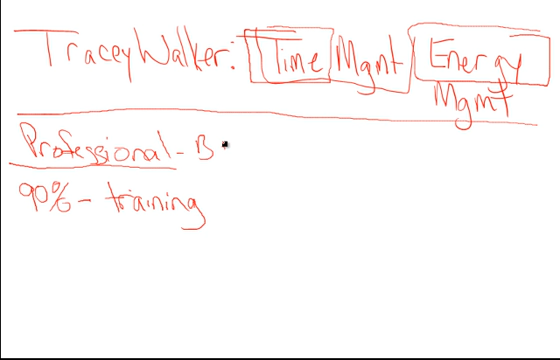 Tracey Walker: Time Mgmt Energy
Mgmt
Professional - B
90% - training